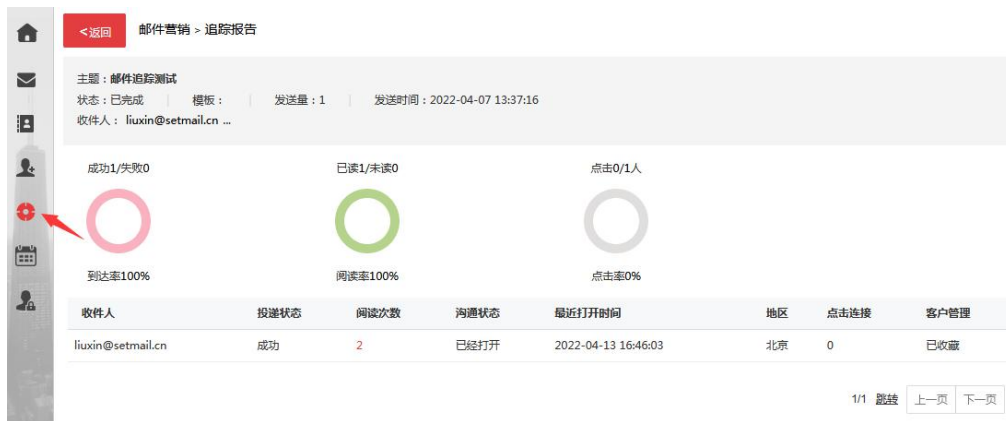 <返回 邮件营销 > 追踪报告
主题：邮件追踪测试
状态：已完成 模板： 发送量：1 发送时间：2022-04-07 13:37:16
收件人： liuxin@setmail.cn ...
成功1/失败0 已读1/未读0 点击0/1人
到达率100% 阅读率100% 点击率0%
收件人 投递状态 阅读次数 沟通状态 最近打开时间 地区 点击连接 客户管理
liuxin@setmail.cn 成功 2 已经打开 2022-04-13 16:46:03 北京 0 已收藏
1/1 跳转 上一页 下一页